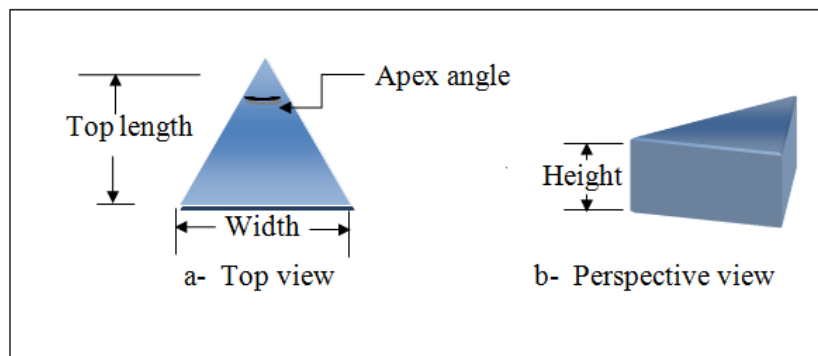 Apex angle
Top length
Width
a- Top view
Height
b- Perspective view